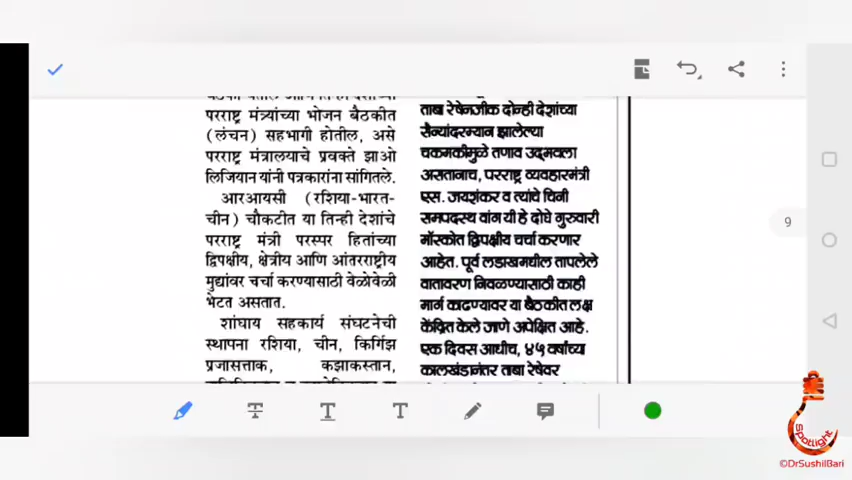 परराष्ट्र मंत्र्यांच्या भोजन बैठकीत
(लंचन) सहभागी होतील, असे
परराष्ट्र मंत्रालयाचे प्रवक्ते झाओ
लिजियान यांनी पत्रकारांना सांगितले.
आरआयसी (रशिया-भारत-
चीन) चौकटीत या तिन्ही देशांचे
परराष्ट्र मंत्री परस्पर हितांच्या
द्विपक्षीय, क्षेत्रीय आणि आंतरराष्ट्रीय
मुद्यांवर चर्चा करण्यासाठी वेळोवेळी
भेटत असतात.
शांघाय सहकार्य संघटनेची
स्थापना रशिया, चीन, किर्गिझ
प्रजासत्ताक, कझाकस्तान,
ताबा रेषेनजीक दोन्ही देशांच्या
सैन्यांदरम्यान झालेल्या
चकमकीमुळे तणाव उद्‌भवला
असतानाच, परराष्ट्र व्यवहारमंत्री
एस. जयशंकर व त्यांचे चिनी
समपदस्थ वांग यी हे दोघे गुरुवारी
मॉस्कोत द्विपक्षीय चर्चा करणार
आहेत. पूर्व लडाखमधील तापलेले
वातावरण निवळण्यासाठी काही
मार्ग काढण्यावर या बैठकीत लक्ष
केंद्रित केले जाणे अपेक्षित आहे.
एक दिवस आधीच, ४५ वर्षांच्या
कालखंडानंतर ताबा रेषेवर
9
T
T
T
Spotlight
©DrSushilBari